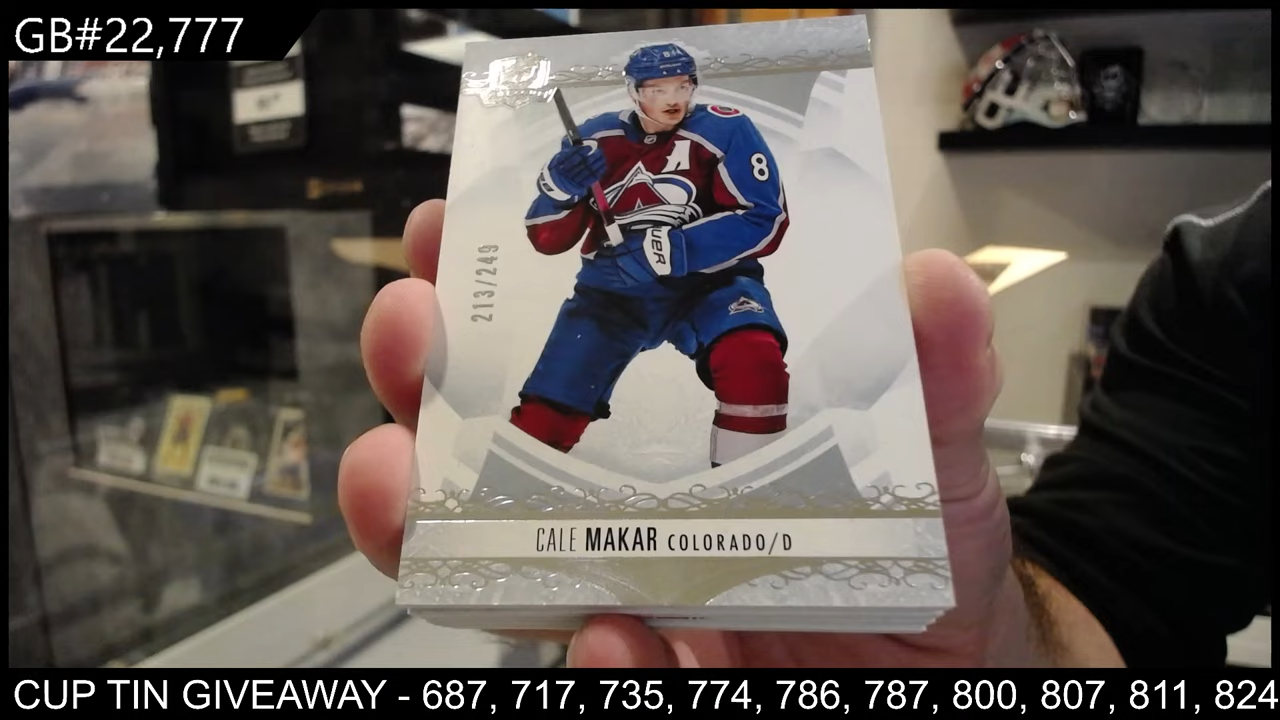 GB#22,777
8
A
213/249
CALE MAKAR COLORADO/D
CUP TIN GIVEAWAY - 687, 717, 735, 774, 786, 787, 800, 807, 811, 824